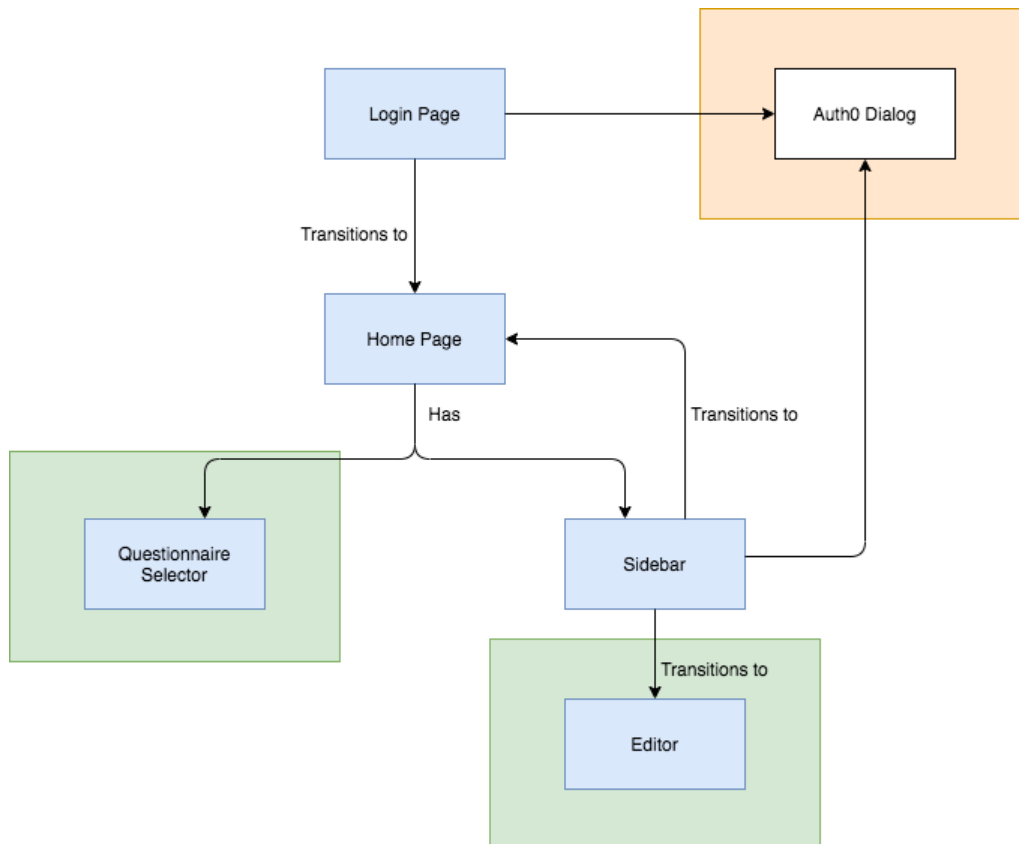 Login Page
Auth0 Dialog
Transitions to
Home Page
Has
Transitions to
Questionnaire
Selector
Sidebar
Transitions to
Editor